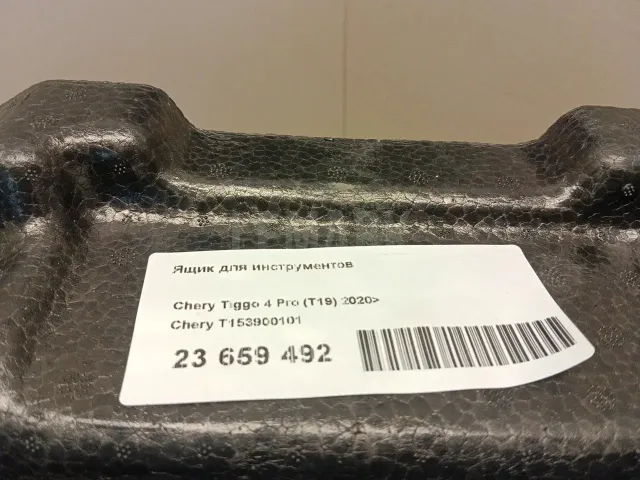 Ящик для инструментов
Chery Tiggo 4 Pro (T19) 2020>
Chery T153900101
23 659 492